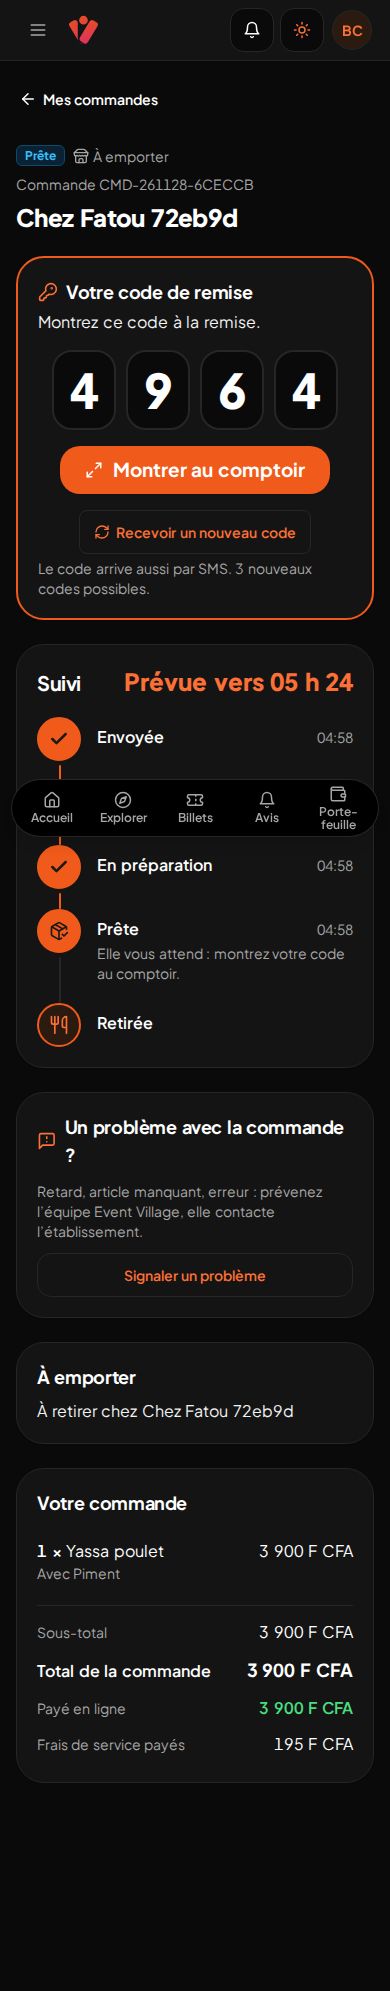 BC
Mes commandes
Prête À emporter
Commande CMD-261128-6CECCB
Chez Fatou 72eb9d
Votre code de remise
Montrez ce code à la remise.
4 9 6 4
Montrer au comptoir
Recevoir un nouveau code
Le code arrive aussi par SMS. 3 nouveaux
codes possibles.
Suivi Prévue vers 05 h 24
Envoyée 04:58
Accueil Explorer Billets Avis Porte-
feuille
En préparation 04:58
Prête 04:58
Elle vous attend : montrez votre code
au comptoir.
Retirée
Un problème avec la commande
?
Retard, article manquant, erreur : prévenez
l'équipe Event Village, elle contacte
l'établissement.
Signaler un problème
À emporter
À retirer chez Chez Fatou 72eb9d
Votre commande
1 × Yassa poulet 3 900 F CFA
Avec Piment
Sous-total 3 900 F CFA
Total de la commande 3 900 F CFA
Payé en ligne 3 900 F CFA
Frais de service payés 195 F CFA